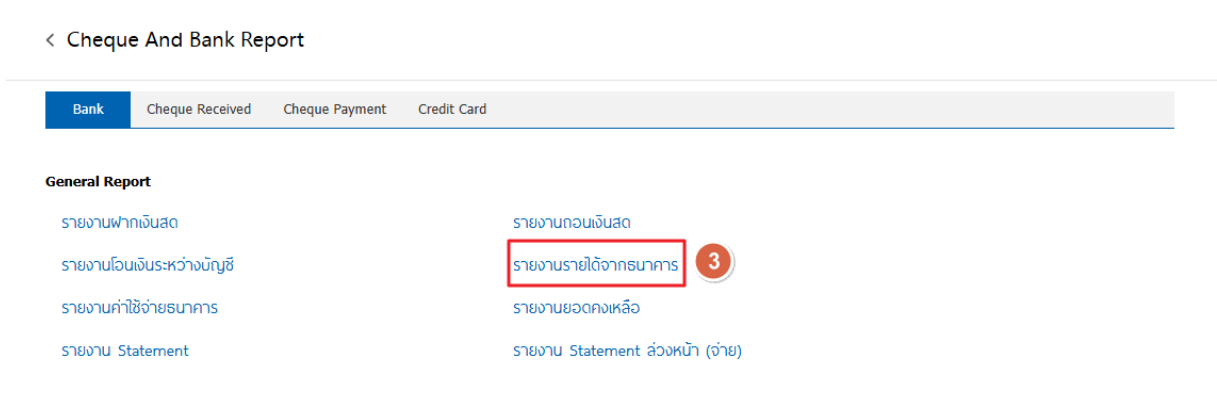 < Cheque And Bank Report
Bank Cheque Received Cheque Payment Credit Card
General Report
รายงานฝากเงินสด รายงานถอนเงินสด
รายงานโอนเงินระหว่างบัญชี รายงานรายได้จากธนาคาร 3
รายงานค่าใช้จ่ายธนาคาร รายงานยอดคงเหลือ
รายงาน Statement รายงาน Statement ล่วงหน้า (จ่าย)